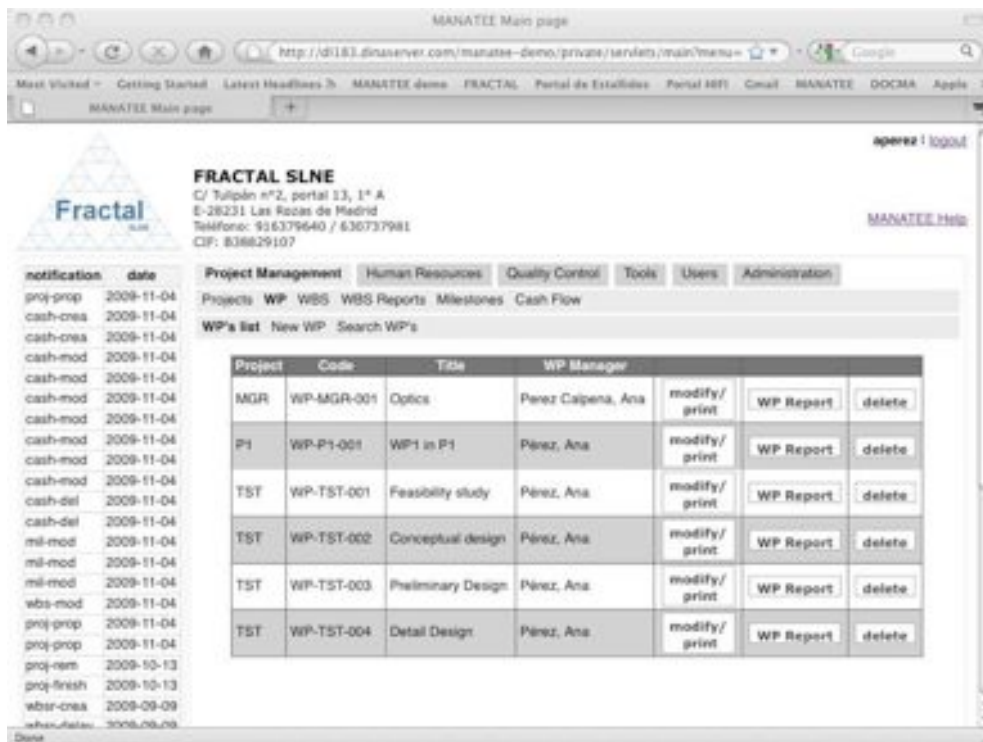 MANATEE Main page
http://dl183.dinaserver.com/manatee-demo/private/servlets/main?menu=
Google
Most Visited Getting Started Latest Headlines MANATEE demo FRACTAL Portal de Estallidos Portal HIFI Gmail MANATEE DOCMA Apple
MANATEE Main page +
aperez | logout
Fractal
SLNE
FRACTAL SLNE
C/ Tulipán nº2, portal 13, 1º A
E-28231 Las Rozas de Madrid
Teléfono: 916379640 / 630737981
CIF: B38829107
MANATEE Help
notification date
proj-prop 2009-11-04
cash-crea 2009-11-04
cash-crea 2009-11-04
cash-mod 2009-11-04
cash-mod 2009-11-04
cash-mod 2009-11-04
cash-mod 2009-11-04
cash-mod 2009-11-04
cash-mod 2009-11-04
cash-mod 2009-11-04
cash-del 2009-11-04
cash-del 2009-11-04
mil-mod 2009-11-04
mil-mod 2009-11-04
mil-mod 2009-11-04
wbs-mod 2009-11-04
proj-prop 2009-11-04
proj-prop 2009-11-04
proj-rem 2009-10-13
proj-finish 2009-10-13
wbsr-crea 2009-09-09
wbsr-delay 2009-09-09
Project Management Human Resources Quality Control Tools Users Administration
Projects WP WBS WBS Reports Milestones Cash Flow
WP's list New WP Search WP's
Project Code Title WP Manager
MGR WP-MGR-001 Optics Perez Calpena, Ana modify/ print WP Report delete
P1 WP-P1-001 WP1 in P1 Pérez, Ana modify/ print WP Report delete
TST WP-TST-001 Feasibility study Pérez, Ana modify/ print WP Report delete
TST WP-TST-002 Conceptual design Pérez, Ana modify/ print WP Report delete
TST WP-TST-003 Preliminary Design Pérez, Ana modify/ print WP Report delete
TST WP-TST-004 Detail Design Pérez, Ana modify/ print WP Report delete
Done